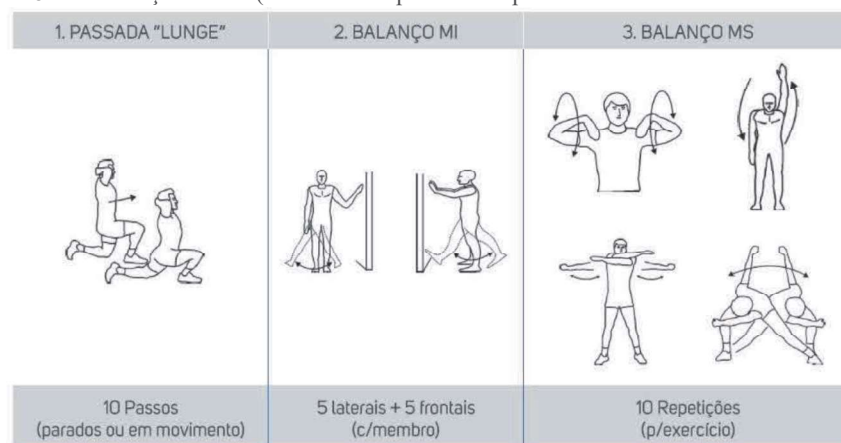 1. PASSADA "LUNGE"
2. BALANÇO MI
3. BALANÇO MS
10 Passos
(parados ou em movimento)
5 laterais + 5 frontais
(c/membro)
10 Repetições
(p/exercício)